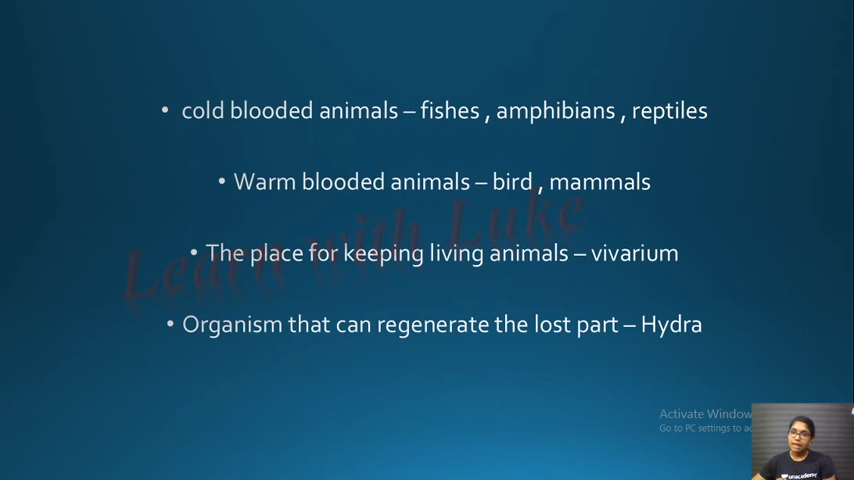 • cold blooded animals – fishes , amphibians , reptiles
• Warm blooded animals – bird , mammals
Learn with Luke
• The place for keeping living animals – vivarium
• Organism that can regenerate the lost part – Hydra
Activate Window
Go to PC settings to ac
unacademy